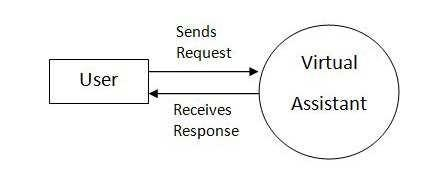 Sends
Request
User
Virtual
Assistant
Receives
Response